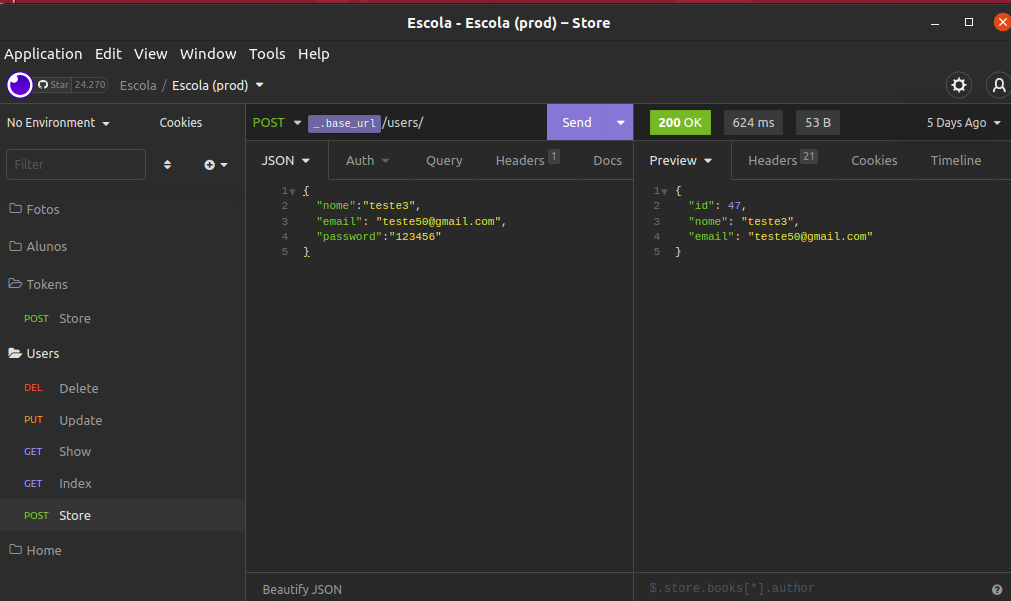 Escola - Escola (prod) – Store
Application Edit View Window Tools Help
Star 24.270 Escola / Escola (prod)
No Environment Cookies
Filter
Fotos
Alunos
Tokens
POST Store
Users
DEL Delete
PUT Update
GET Show
GET Index
POST Store
Home
POST _.base_url /users/ Send
JSON Auth Query Headers 1 Docs
1 {
2 "nome":"teste3",
3 "email": "teste50@gmail.com",
4 "password":"123456"
5 }
Beautify JSON
200 OK 624 ms 53 B 5 Days Ago
Preview Headers 21 Cookies Timeline
1 {
2 "id": 47,
3 "nome": "teste3",
4 "email": "teste50@gmail.com"
5 }
$.store.books[*].author